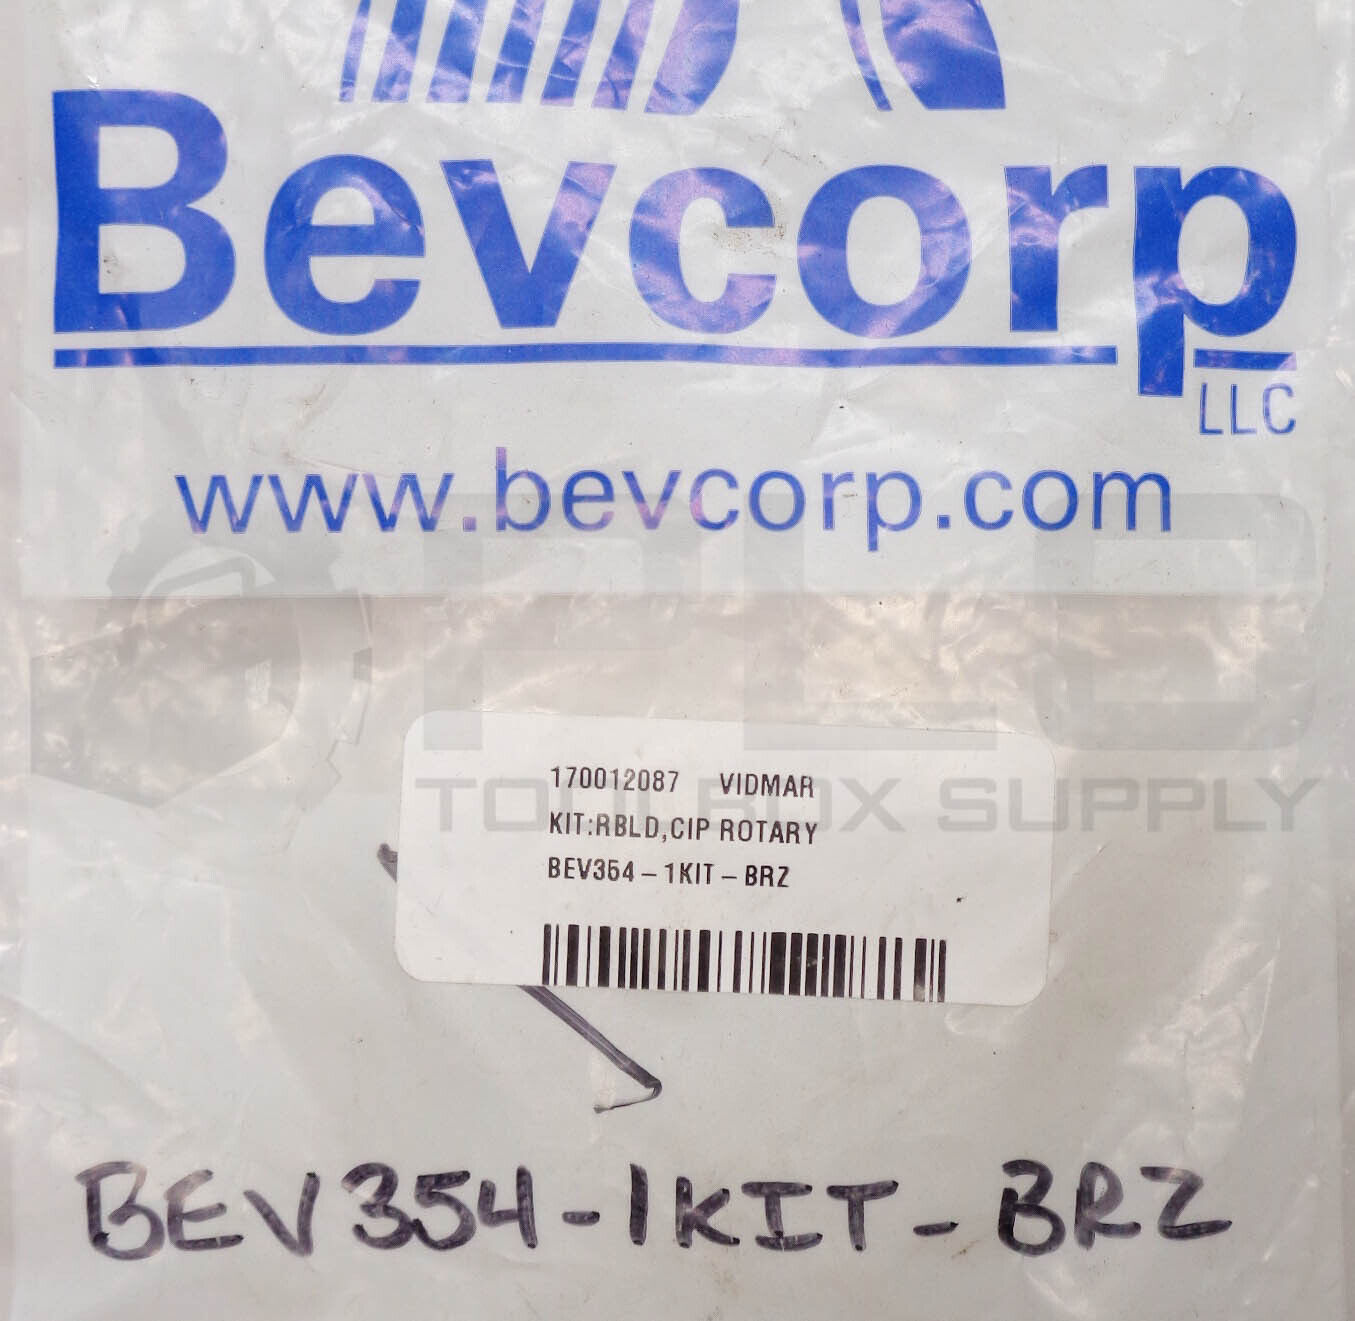 Bevcorp
LLC
www.bevcorp.com
PLB
TOOLBOX SUPPLY
170012087 VIDMAR
KIT:RBLD,CIP ROTARY
BEV354-1KIT-BRZ
BEV354-1KIT-BRZ